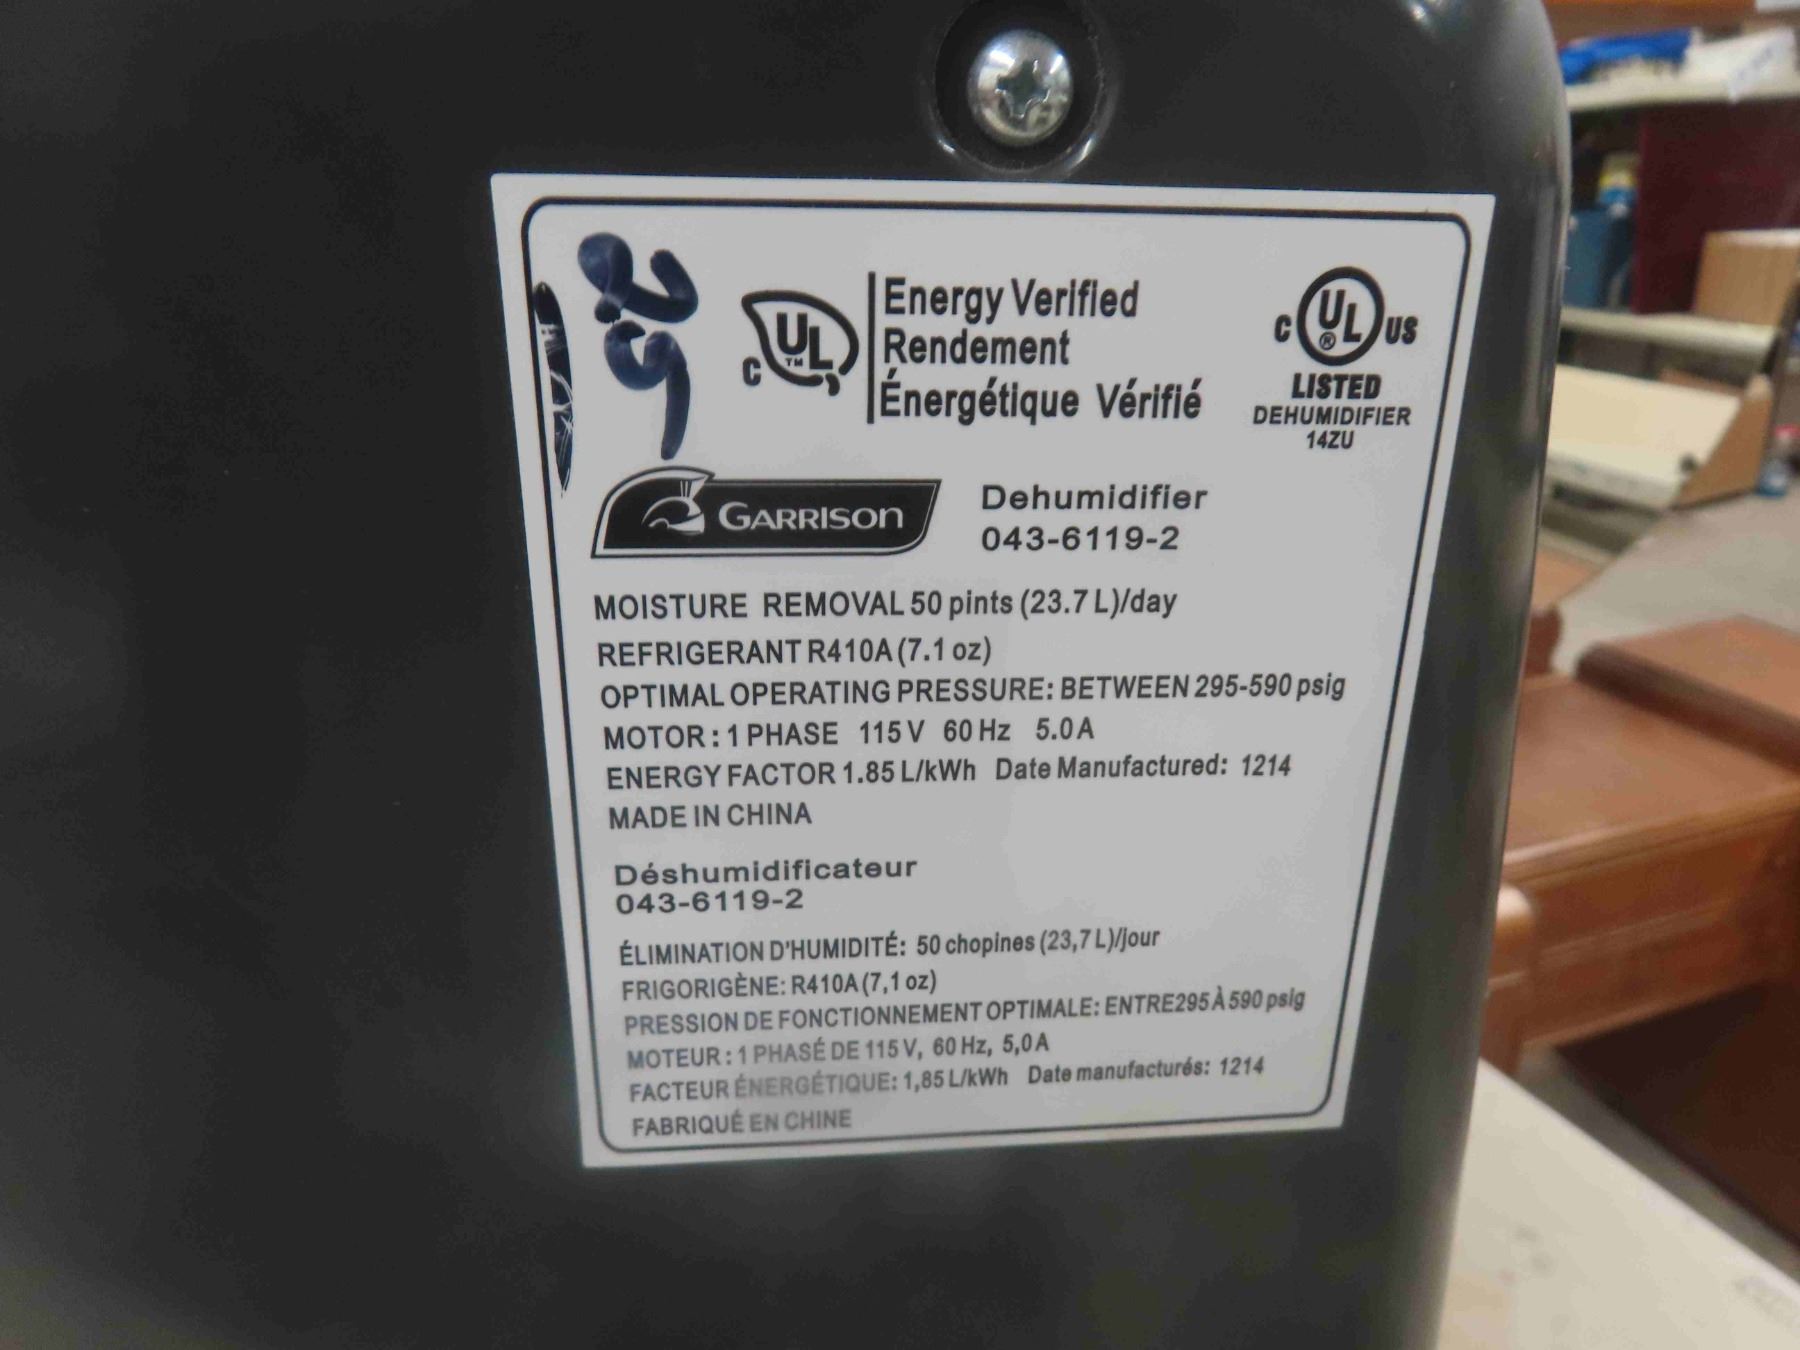 UL
TM
C
Energy Verified
Rendement
Énergétique Vérifié
C UL US
®
LISTED
DEHUMIDIFIER
14ZU
GARRISON
Dehumidifier
043-6119-2
MOISTURE REMOVAL 50 pints (23.7 L)/day
REFRIGERANT R410A (7.1 oz)
OPTIMAL OPERATING PRESSURE: BETWEEN 295-590 psig
MOTOR : 1 PHASE 115 V 60 Hz 5.0 A
ENERGY FACTOR 1.85 L/kWh Date Manufactured: 1214
MADE IN CHINA
Déshumidificateur
043-6119-2
ÉLIMINATION D'HUMIDITÉ: 50 chopines (23,7 L)/jour
FRIGORIGÈNE: R410A (7,1 oz)
PRESSION DE FONCTIONNEMENT OPTIMALE: ENTRE295 À 590 psig
MOTEUR : 1 PHASÉ DE 115 V, 60 Hz, 5,0 A
FACTEUR ÉNERGÉTIQUE: 1,85 L/kWh Date manufacturés: 1214
FABRIQUÉ EN CHINE